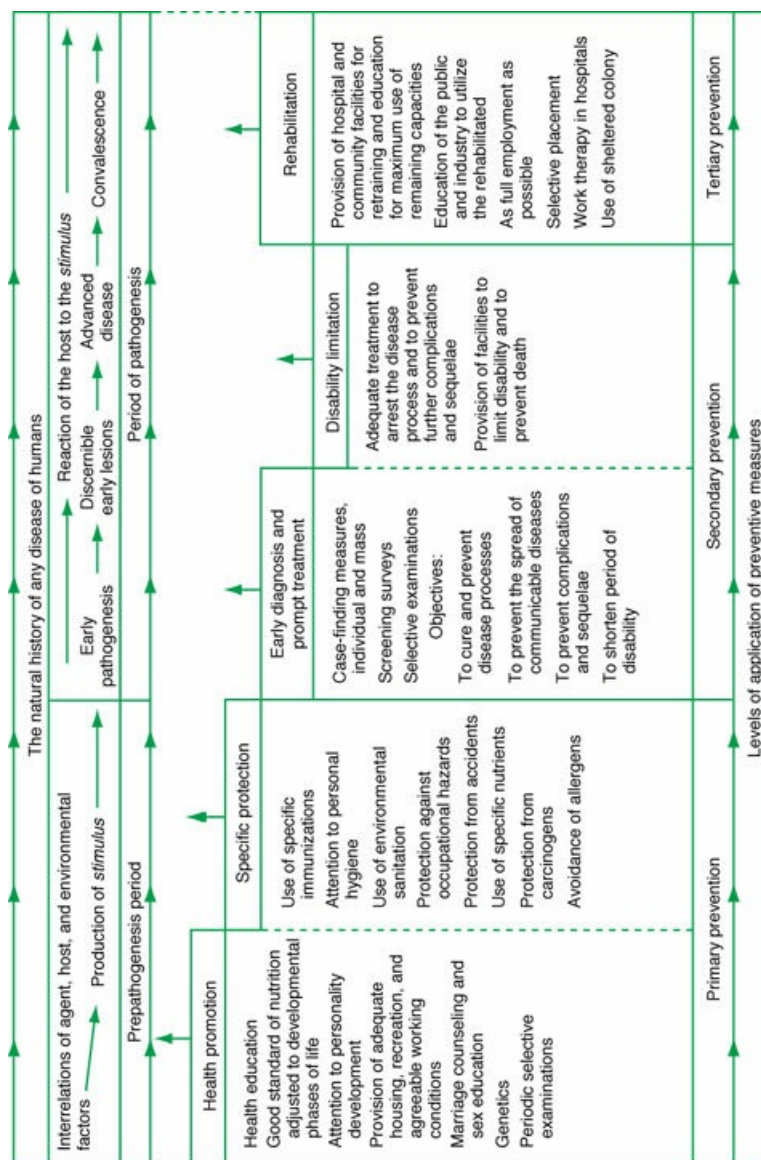 The natural history of any disease of humans
Interrelations of agent, host, and environmental
factors
Production of stimulus
Reaction of the host to the stimulus
Early
pathogenesis
Discernible
early lesions
Advanced
disease
Convalescence
Prepathogenesis period
Period of pathogenesis
Health promotion
Health education
Good standard of nutrition
adjusted to developmental
phases of life
Attention to personality
development
Provision of adequate
housing, recreation, and
agreeable working
conditions
Marriage counseling and
sex education
Genetics
Periodic selective
examinations
Specific protection
Use of specific
immunizations
Attention to personal
hygiene
Use of environmental
sanitation
Protection against
occupational hazards
Protection from accidents
Use of specific nutrients
Protection from
carcinogens
Avoidance of allergens
Early diagnosis and
prompt treatment
Case-finding measures,
individual and mass
Screening surveys
Selective examinations
Objectives:
To cure and prevent
disease processes
To prevent the spread of
communicable diseases
To prevent complications
and sequelae
To shorten period of
disability
Disability limitation
Adequate treatment to
arrest the disease
process and to prevent
further complications
and sequelae
Provision of facilities to
limit disability and to
prevent death
Rehabilitation
Provision of hospital and
community facilities for
retraining and education
for maximum use of
remaining capacities
Education of the public
and industry to utilize
the rehabilitated
As full employment as
possible
Selective placement
Work therapy in hospitals
Use of sheltered colony
Primary prevention
Secondary prevention
Tertiary prevention
Levels of application of preventive measures